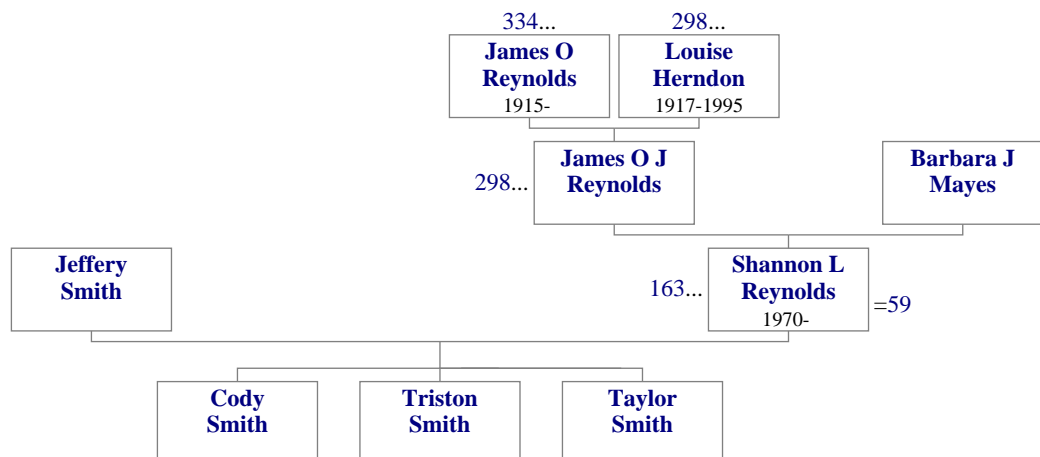 334... 298...
James O
Reynolds
1915-
Louise
Herndon
1917-1995
298...
James O J
Reynolds
Barbara J
Mayes
Jeffery
Smith
163...
Shannon L
Reynolds
1970-
=59
Cody
Smith
Triston
Smith
Taylor
Smith